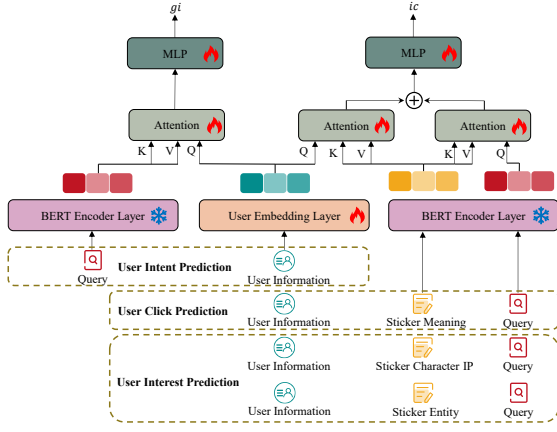 gi
ic
MLP
MLP
Attention
Attention
Attention
K
V
Q
Q
K
V
K
V
Q
BERT Encoder Layer
User Embedding Layer
BERT Encoder Layer
User Intent Prediction
Query
User Information
User Click Prediction
User Information
Sticker Meaning
Query
User Information
Sticker Character IP
Query
User Interest Prediction
User Information
Sticker Entity
Query